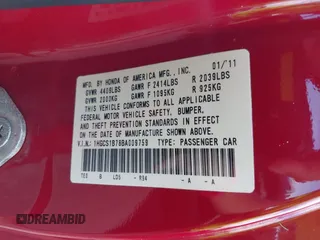 MFD. BY HONDA OF AMERICA MFG., INC. 01/11
GVWR 4408LBS GAWR F 2414LBS R 2039LBS
GVWR 2000KG GAWR F 1095KG R 925KG
THIS VEHICLE CONFORMS TO ALL APPLICABLE
FEDERAL MOTOR VEHICLE SAFETY, BUMPER,
AND THEFT PREVENTION STANDARDS IN EFFECT
ON THE DATE OF MANUFACTURE SHOWN ABOVE.
V.I.N.: 1HGCS1B78BA009759 TYPE: PASSENGER CAR
A - A
DREAMBID